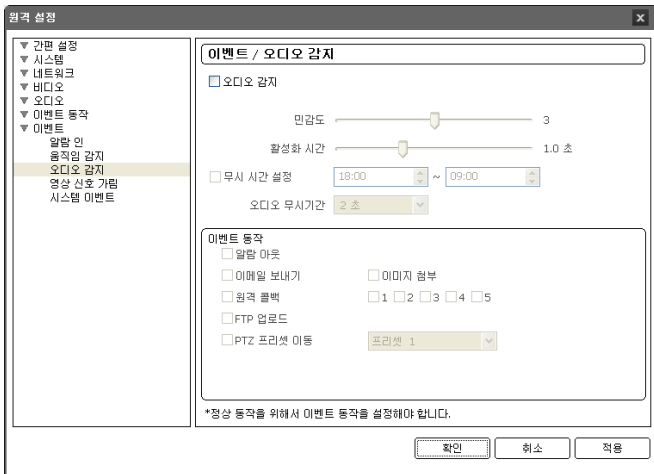 원격 설정
간편 설정
시스템
네트워크
비디오
오디오
이벤트 동작
이벤트
알람 인
움직임 감지
오디오 감지
영상 신호 가림
시스템 이벤트
이벤트 / 오디오 감지
오디오 감지
민감도 3
활성화 시간 1.0 초
무시 시간 설정 18:00 ~ 09:00
오디오 무시기간 2 초
이벤트 동작
알람 아웃
이메일 보내기 이미지 첨부
원격 콜백 1 2 3 4 5
FTP 업로드
PTZ 프리셋 이동 프리셋 1
*정상 동작을 위해서 이벤트 동작을 설정해야 합니다.
확인 취소 적용